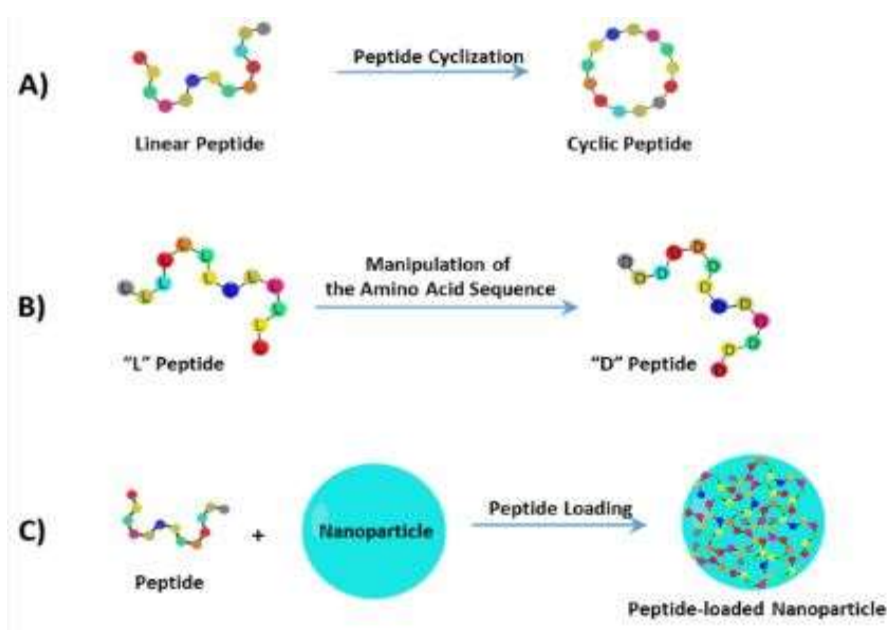 A)
Peptide Cyclization
Linear Peptide
Cyclic Peptide
B)
L L L L L L L L L L L
Manipulation of
the Amino Acid Sequence
D D D D D D D D D D D D
"L" Peptide
"D" Peptide
C)
Peptide
+
Nanoparticle
Peptide Loading
Peptide-loaded Nanoparticle